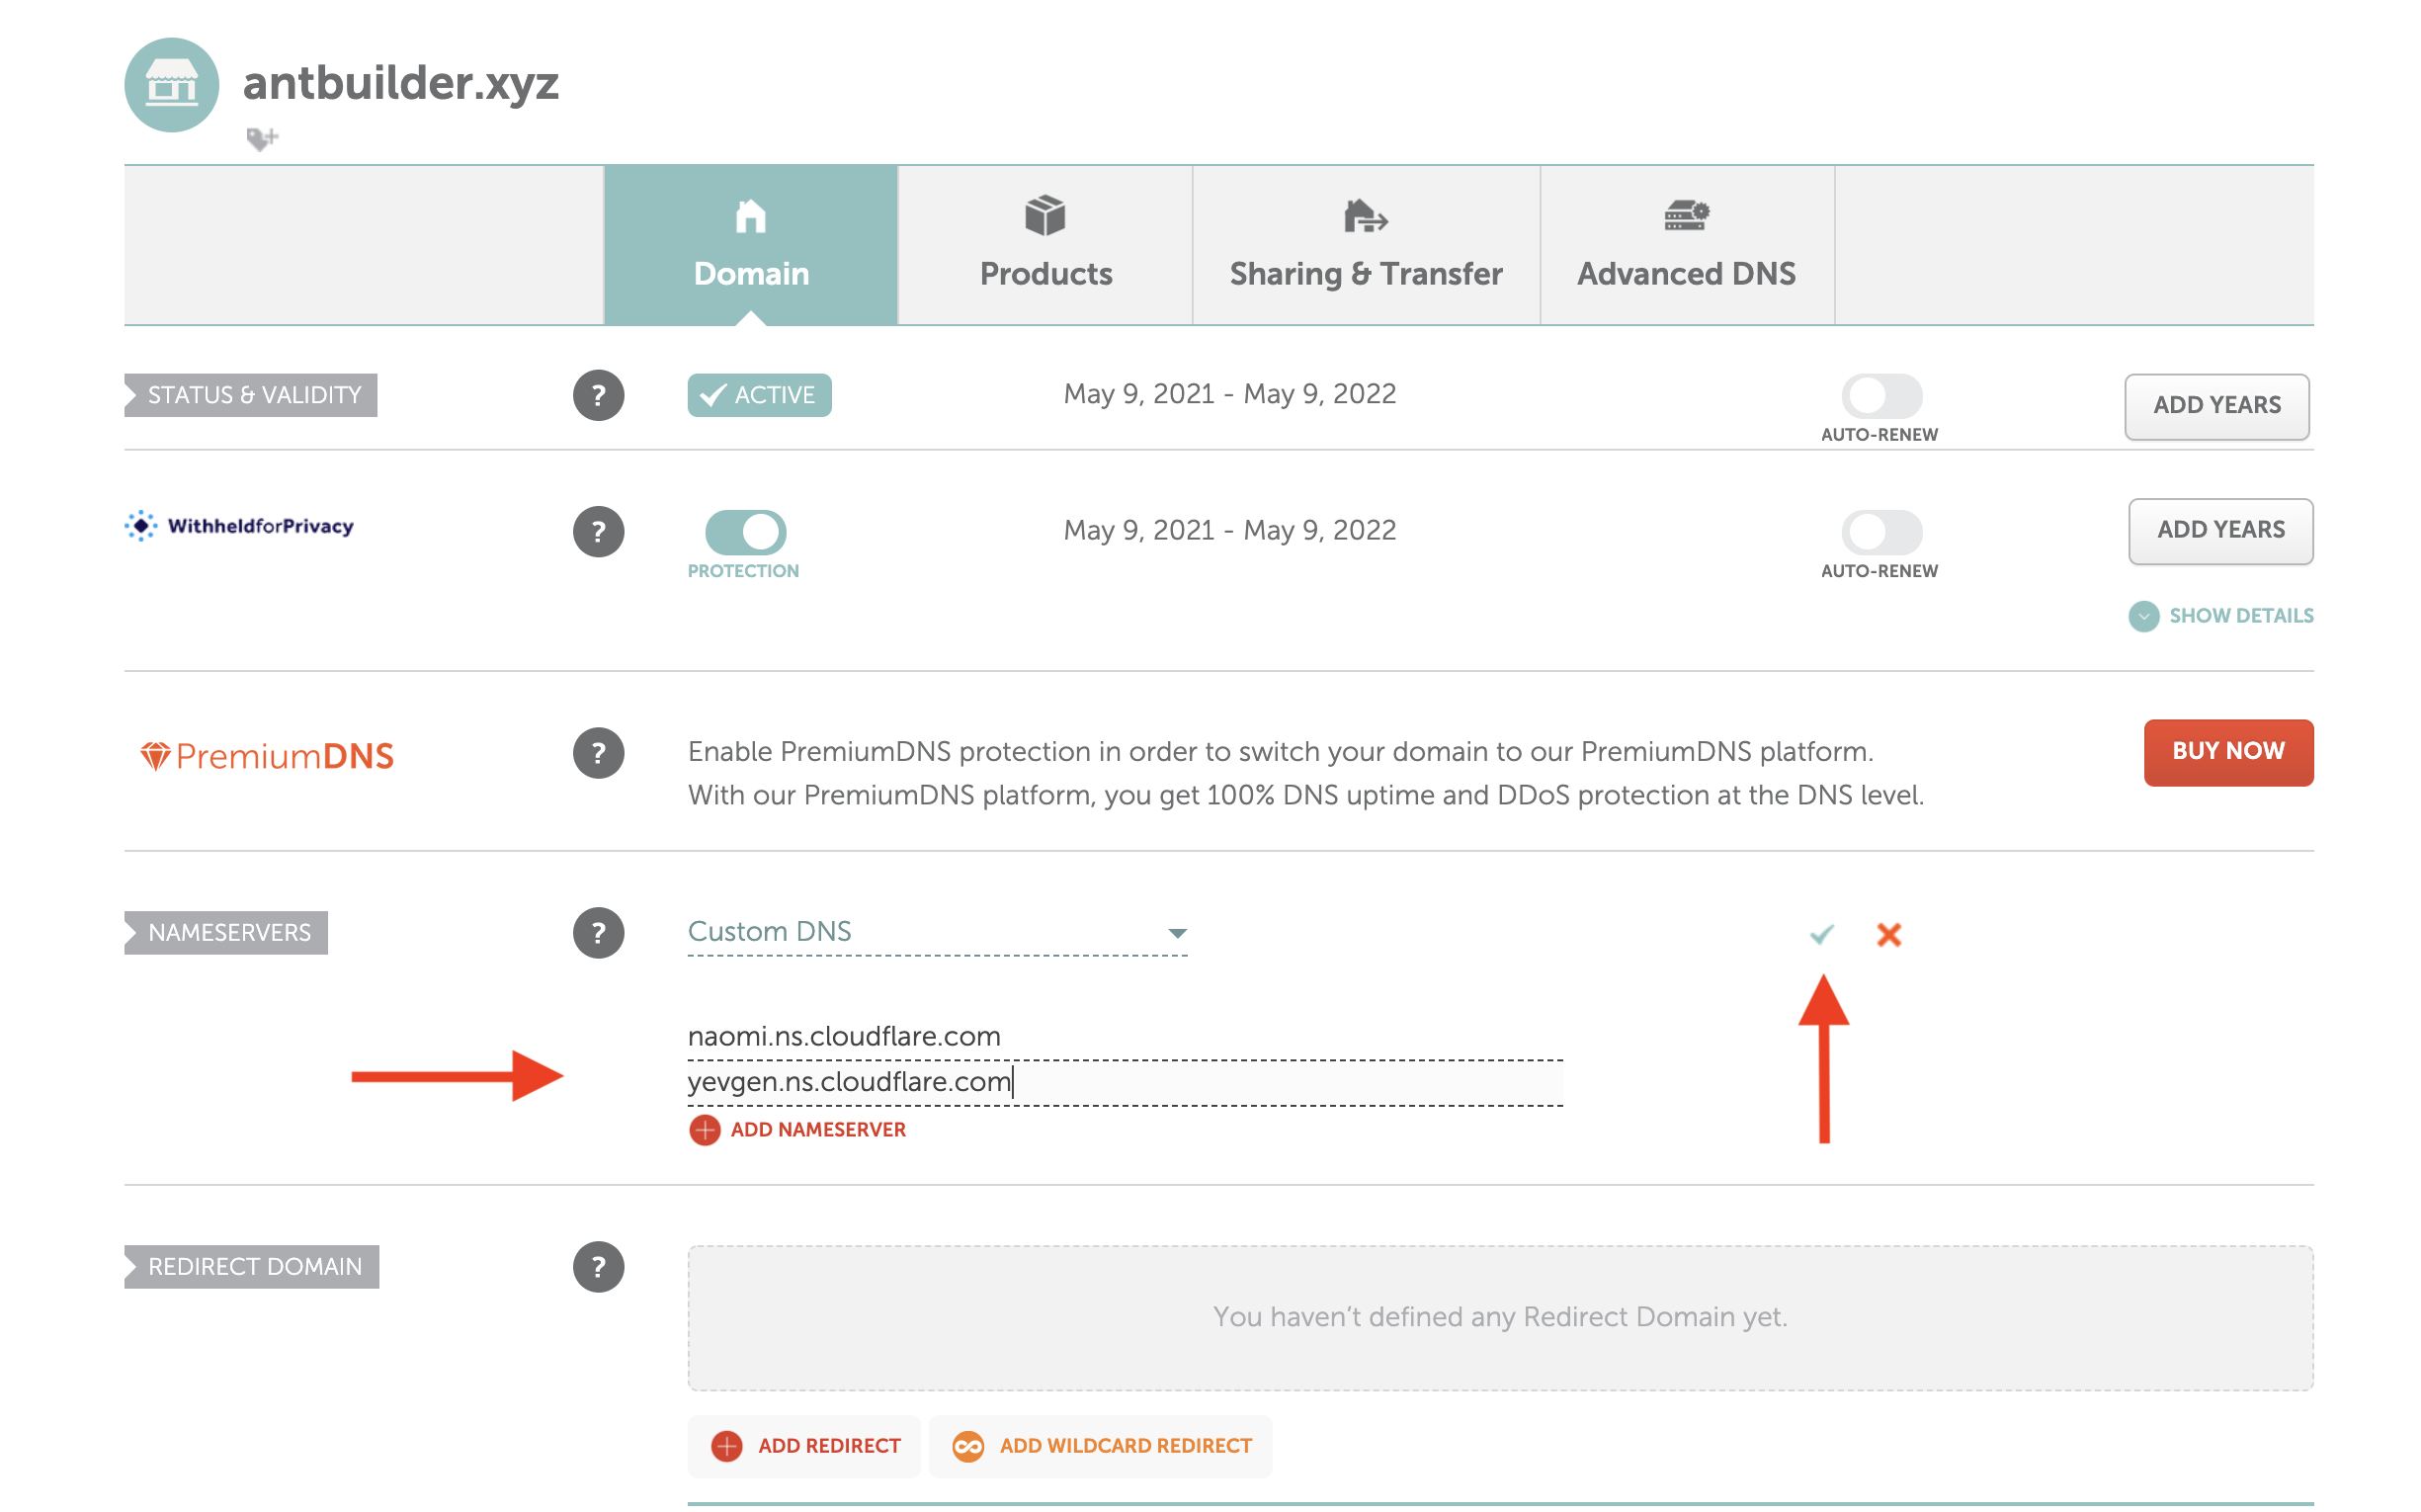 antbuilder.xyz
Domain
Products
Sharing & Transfer
Advanced DNS
STATUS & VALIDITY
?
ACTIVE
May 9, 2021 - May 9, 2022
AUTO-RENEW
ADD YEARS
WithheldforPrivacy
?
PROTECTION
May 9, 2021 - May 9, 2022
AUTO-RENEW
ADD YEARS
SHOW DETAILS
PremiumDNS
?
Enable PremiumDNS protection in order to switch your domain to our PremiumDNS platform.
With our PremiumDNS platform, you get 100% DNS uptime and DDoS protection at the DNS level.
BUY NOW
NAMESERVERS
?
Custom DNS
naomi.ns.cloudflare.com
yevgen.ns.cloudflare.com
ADD NAMESERVER
REDIRECT DOMAIN
?
You haven’t defined any Redirect Domain yet.
ADD REDIRECT
ADD WILDCARD REDIRECT